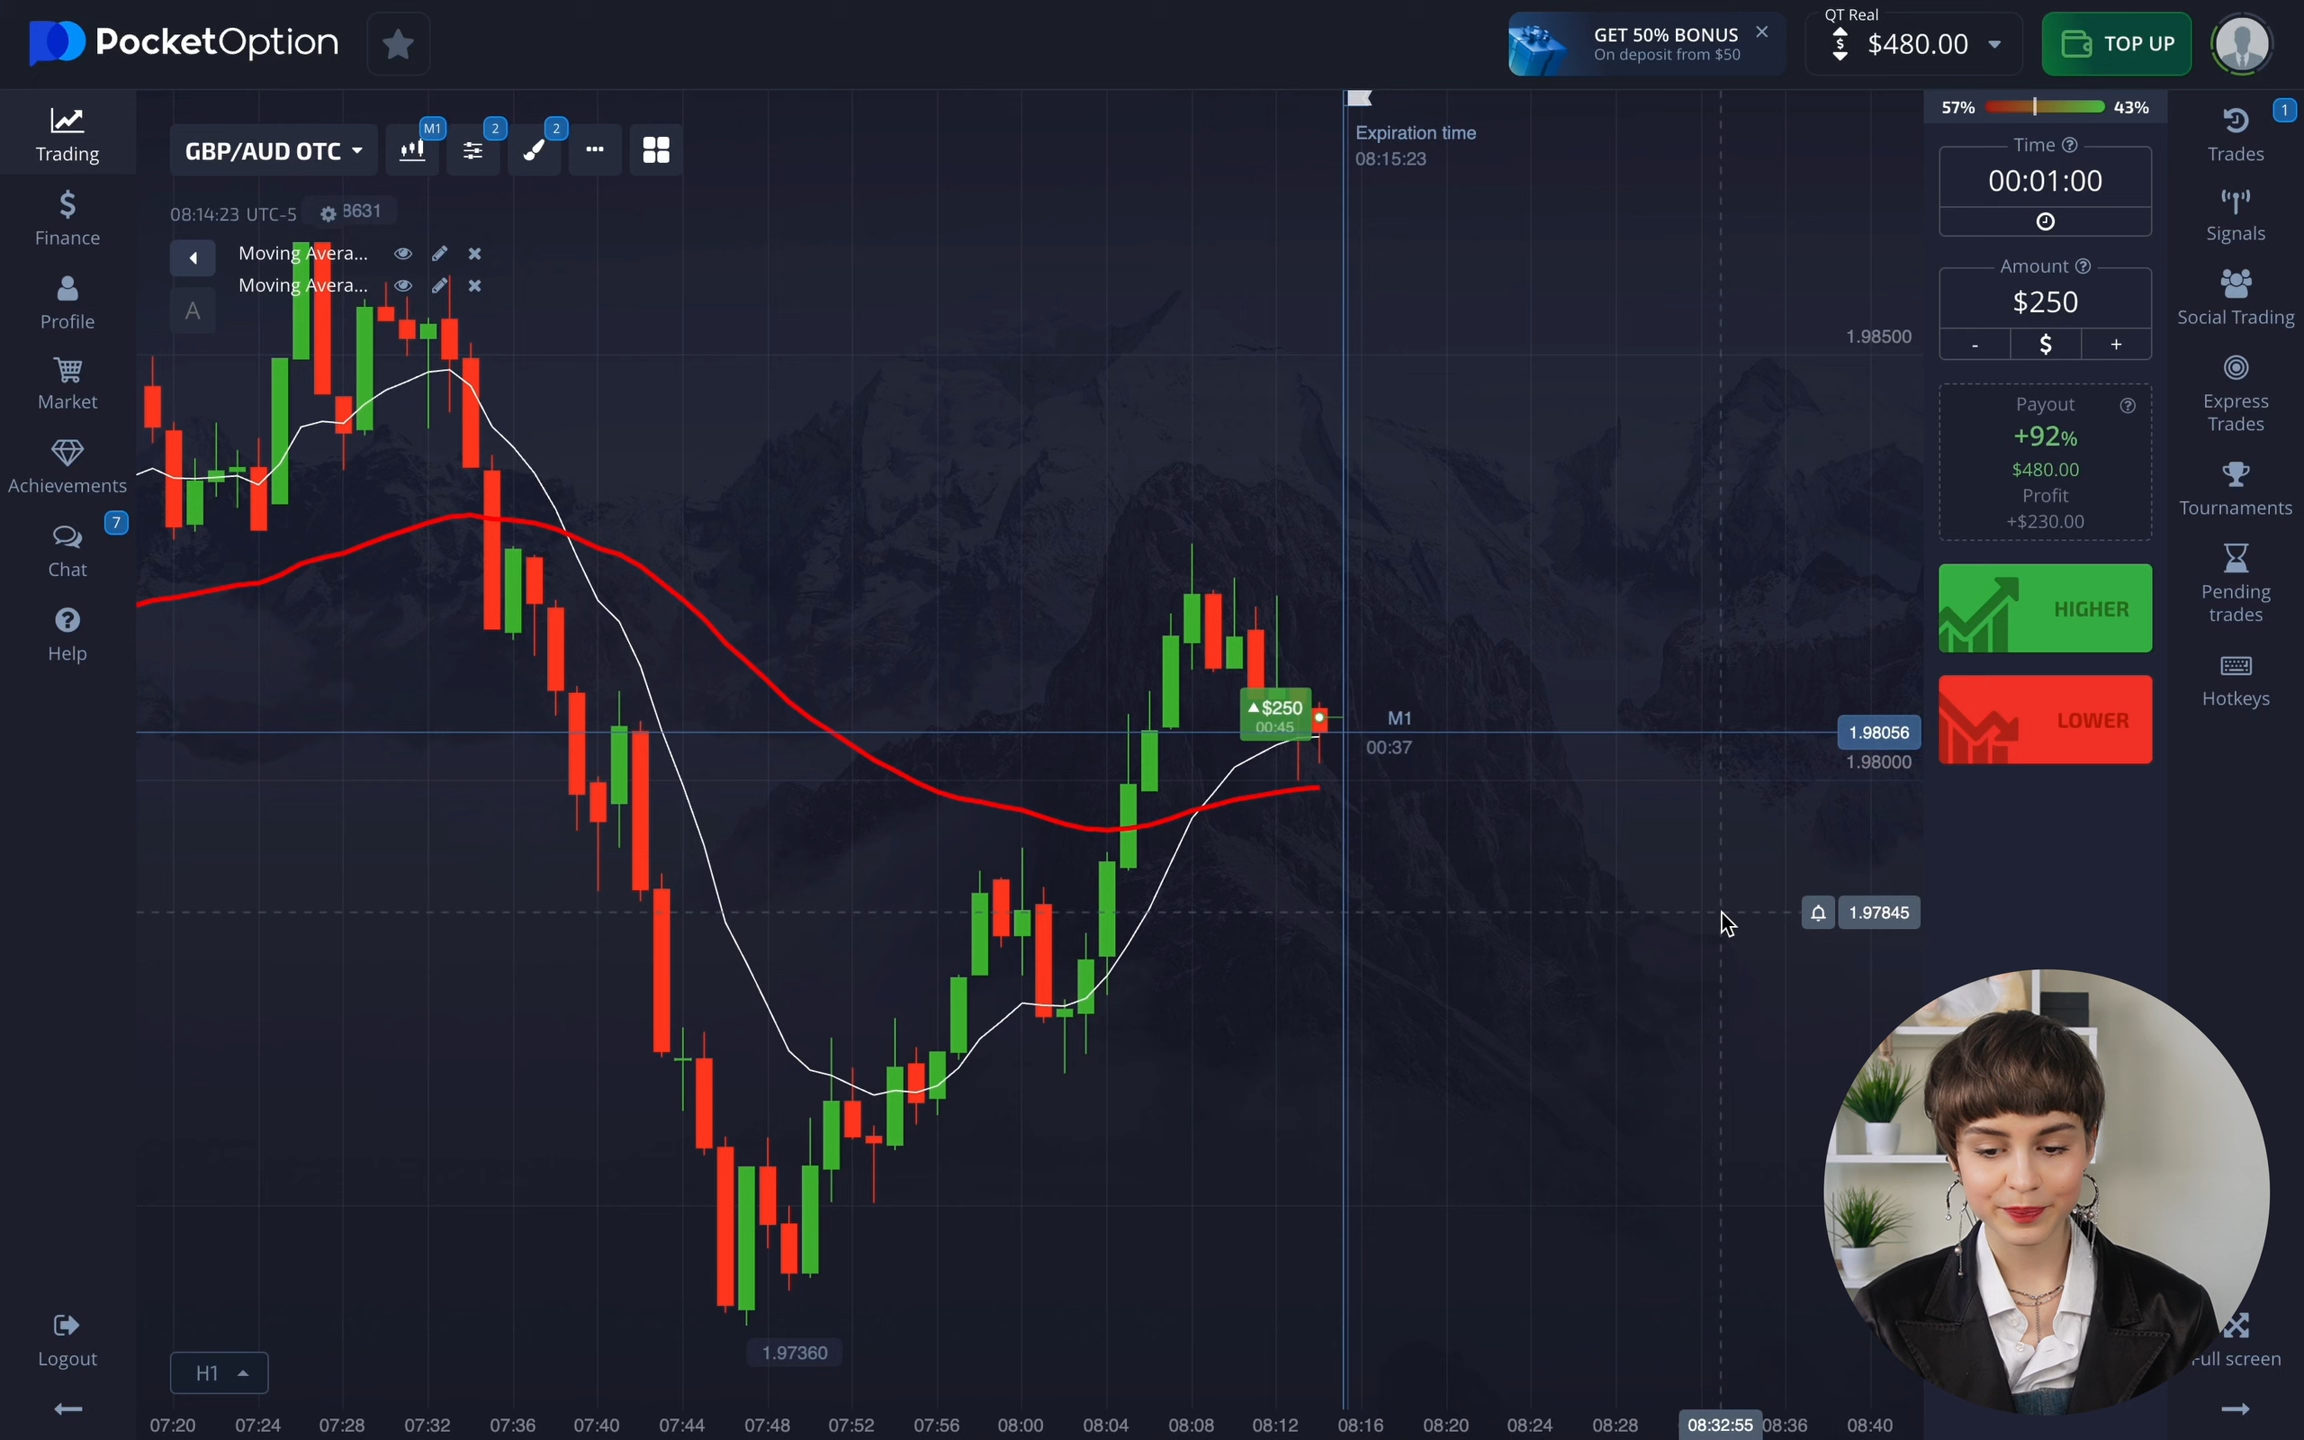 PocketOption
GET 50% BONUS
On deposit from $50
QT Real
$480.00
TOP UP
Trading
Finance
Profile
Market
Achievements
7
Chat
Help
Logout
GBP/AUD OTC
M1
2
2
08:14:23 UTC-5
8631
Moving Avera...
Moving Avera...
A
Expiration time
08:15:23
1.98500
$250
00:45
M1
00:37
1.98056
1.98000
1.97845
1.97360
H1
07:20
07:24
07:28
07:32
07:36
07:40
07:44
07:48
07:52
07:56
08:00
08:04
08:08
08:12
08:16
08:20
08:24
08:28
08:32:55
08:36
08:40
57%
43%
Time
00:01:00
Amount
$250
- $ +
Payout
+92%
$480.00
Profit
+$230.00
HIGHER
LOWER
1
Trades
Signals
Social Trading
Express
Trades
Tournaments
Pending
trades
Hotkeys
Full screen